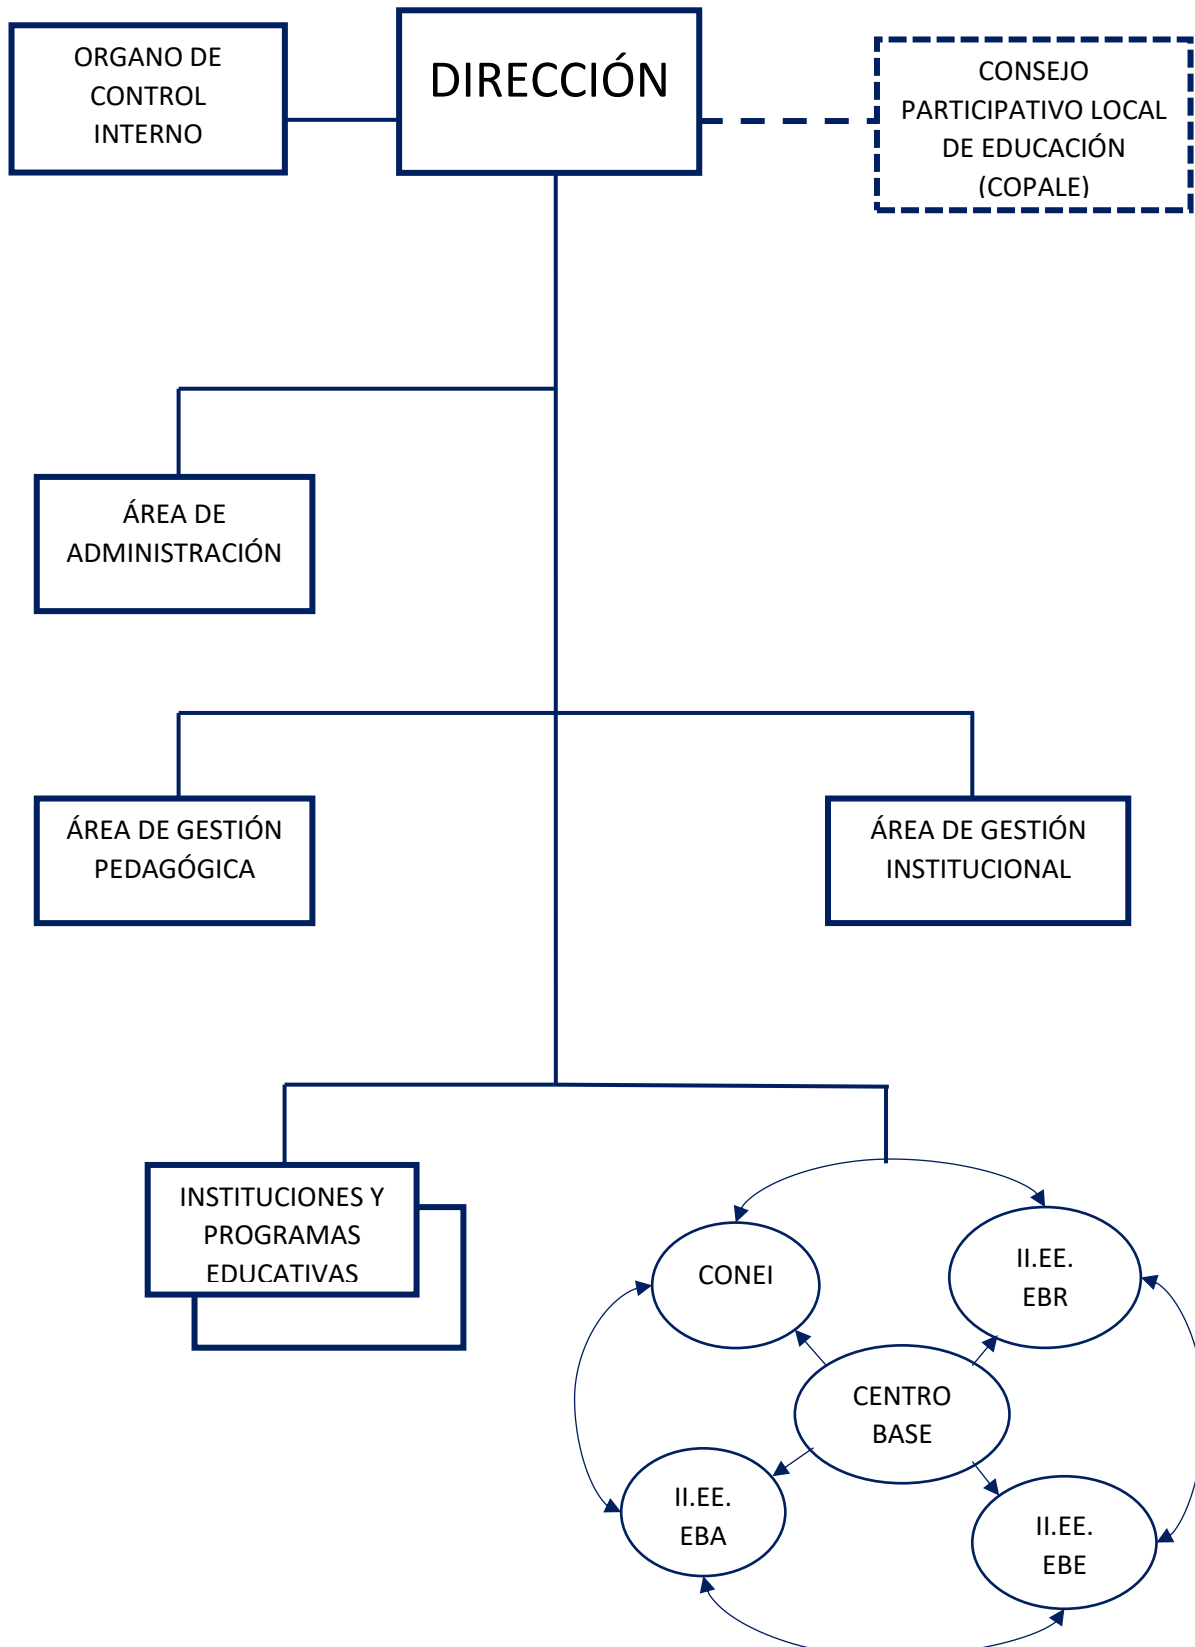 ORGANO DE
CONTROL
INTERNO
DIRECCIÓN
CONSEJO
PARTICIPATIVO LOCAL
DE EDUCACIÓN
(COPALE)
ÁREA DE
ADMINISTRACIÓN
ÁREA DE GESTIÓN
PEDAGÓGICA
ÁREA DE GESTIÓN
INSTITUCIONAL
INSTITUCIONES Y
PROGRAMAS
EDUCATIVAS
CONEI
II.EE.
EBR
CENTRO
BASE
II.EE.
EBA
II.EE.
EBE